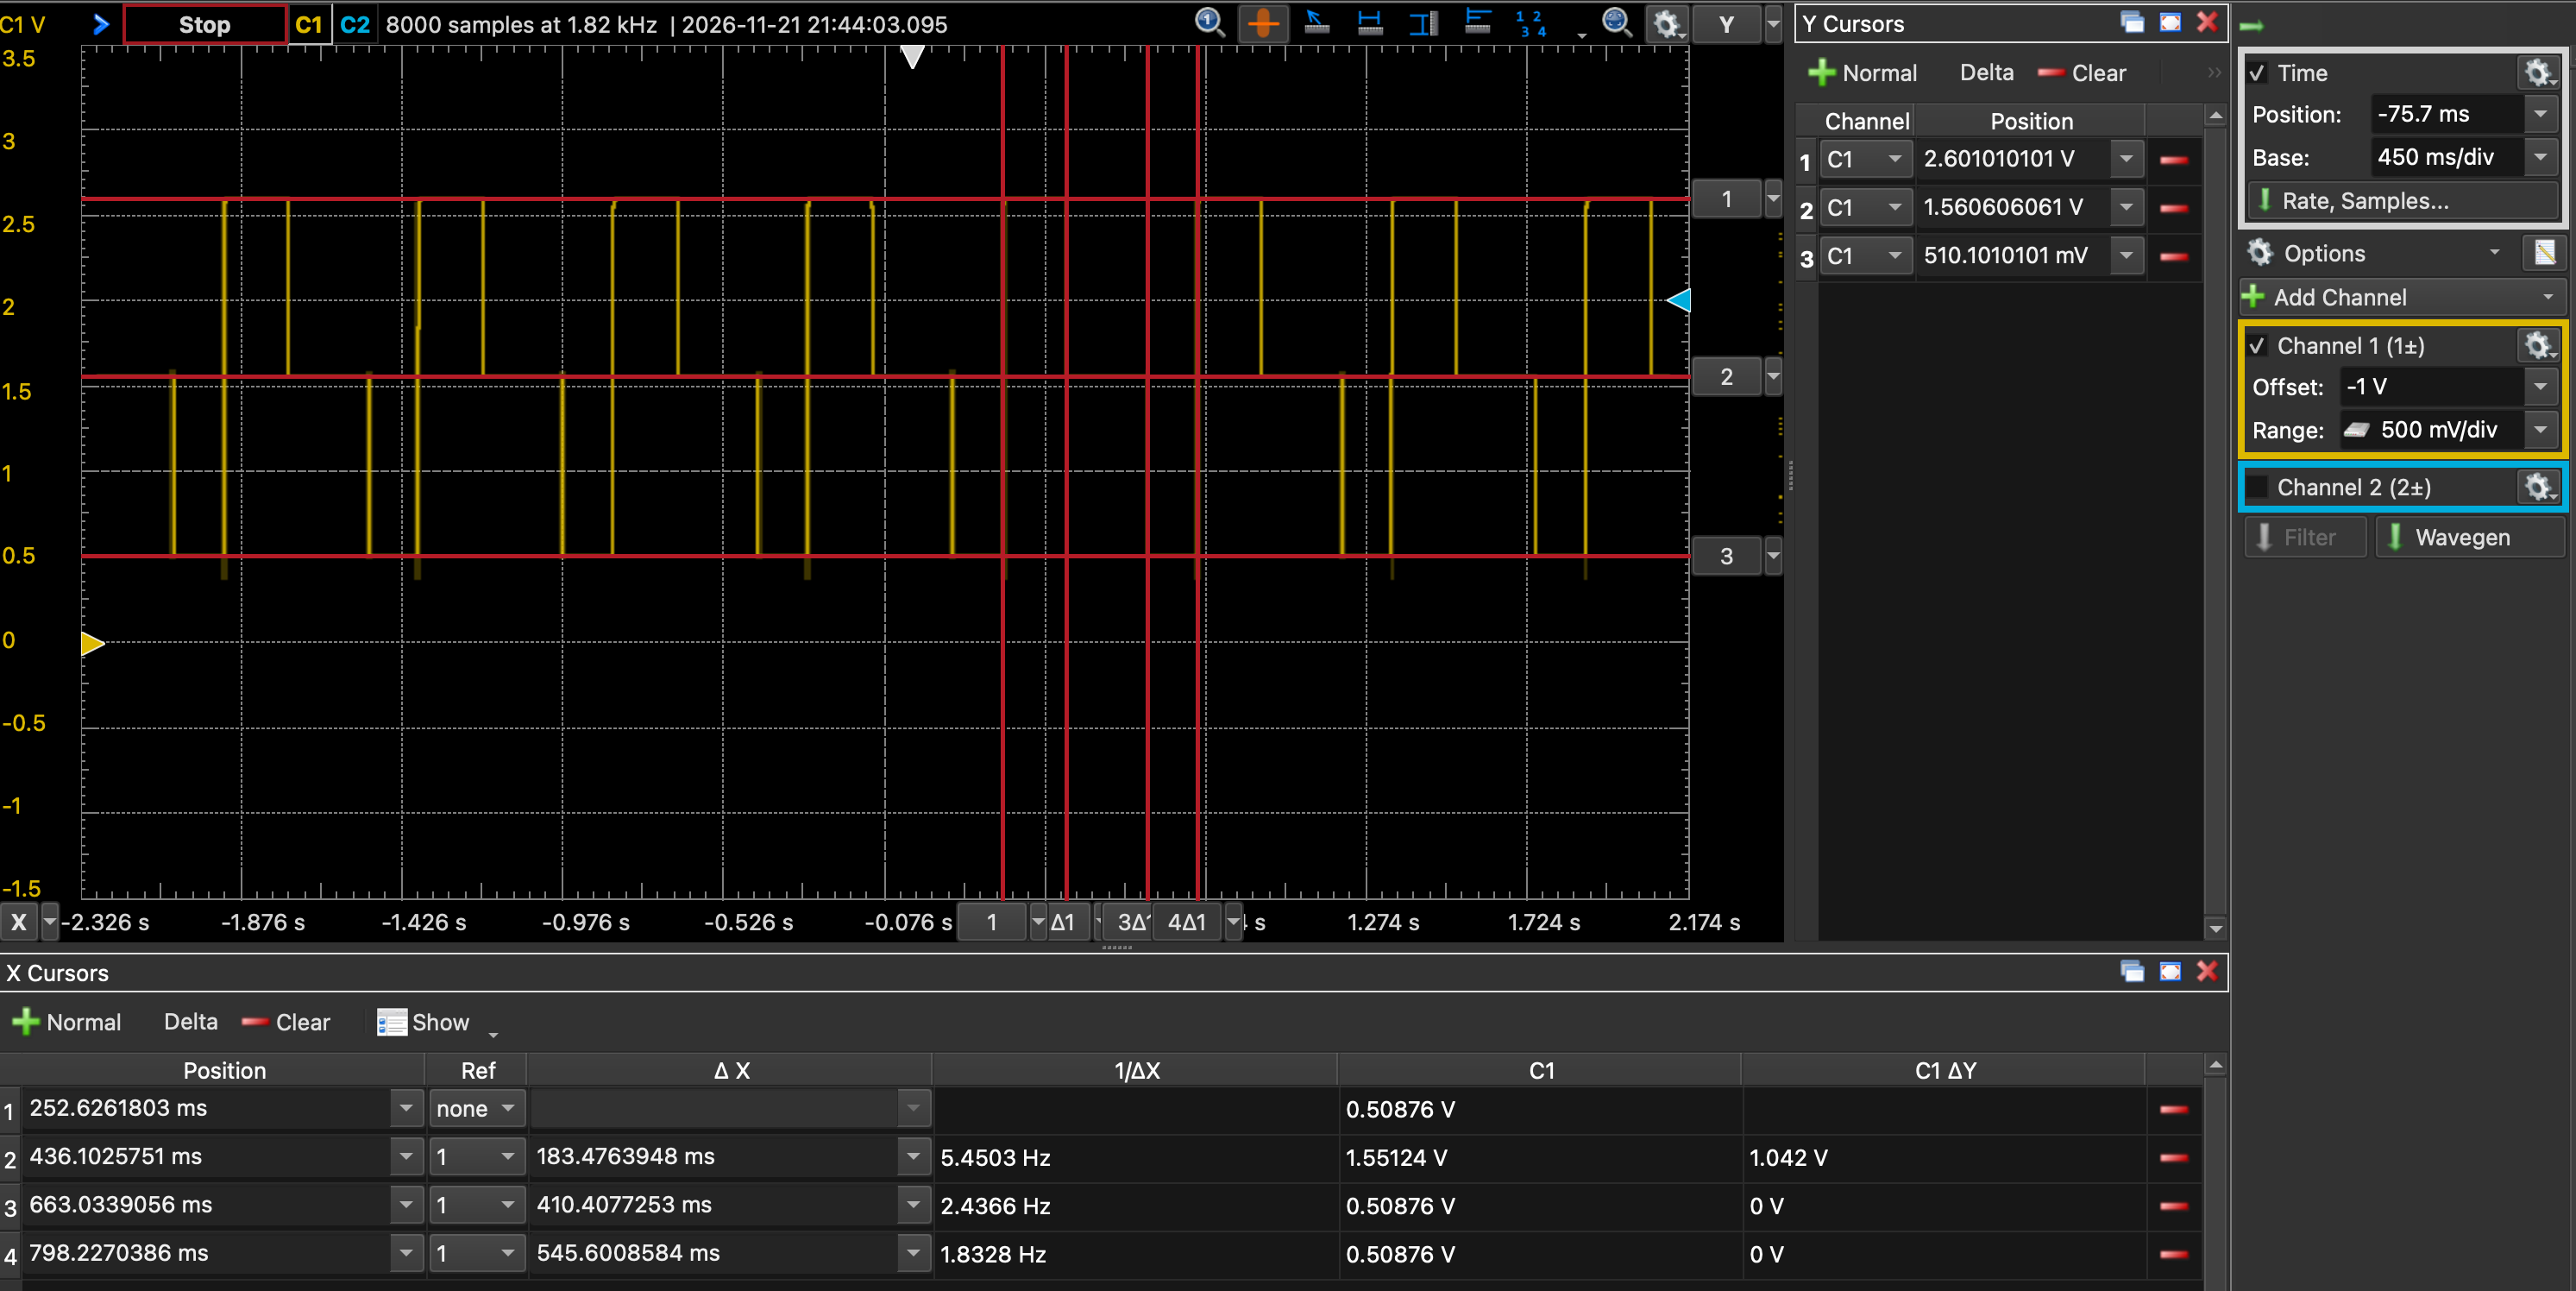 C1 V Stop C1 C2 8000 samples at 1.82 kHz | 2026-11-21 21:44:03.095 Y
3.5
3
2.5
2
1.5
1
0.5
0
-0.5
-1
-1.5
1
2
3
X -2.326 s -1.876 s -1.426 s -0.976 s -0.526 s -0.076 s 1 Δ1 3Δ 4Δ1 s 1.274 s 1.724 s 2.174 s
Y Cursors
Normal Delta Clear
Channel Position
1 C1 2.601010101 V
2 C1 1.560606061 V
3 C1 510.1010101 mV
Time
Position: -75.7 ms
Base: 450 ms/div
Rate, Samples...
Options
Add Channel
Channel 1 (1±)
Offset: -1 V
Range: 500 mV/div
Channel 2 (2±)
Filter Wavegen
X Cursors
Normal Delta Clear Show
Position Ref Δ X 1/ΔX C1 C1 ΔY
1 252.6261803 ms none 0.50876 V
2 436.1025751 ms 1 183.4763948 ms 5.4503 Hz 1.55124 V 1.042 V
3 663.0339056 ms 1 410.4077253 ms 2.4366 Hz 0.50876 V 0 V
4 798.2270386 ms 1 545.6008584 ms 1.8328 Hz 0.50876 V 0 V